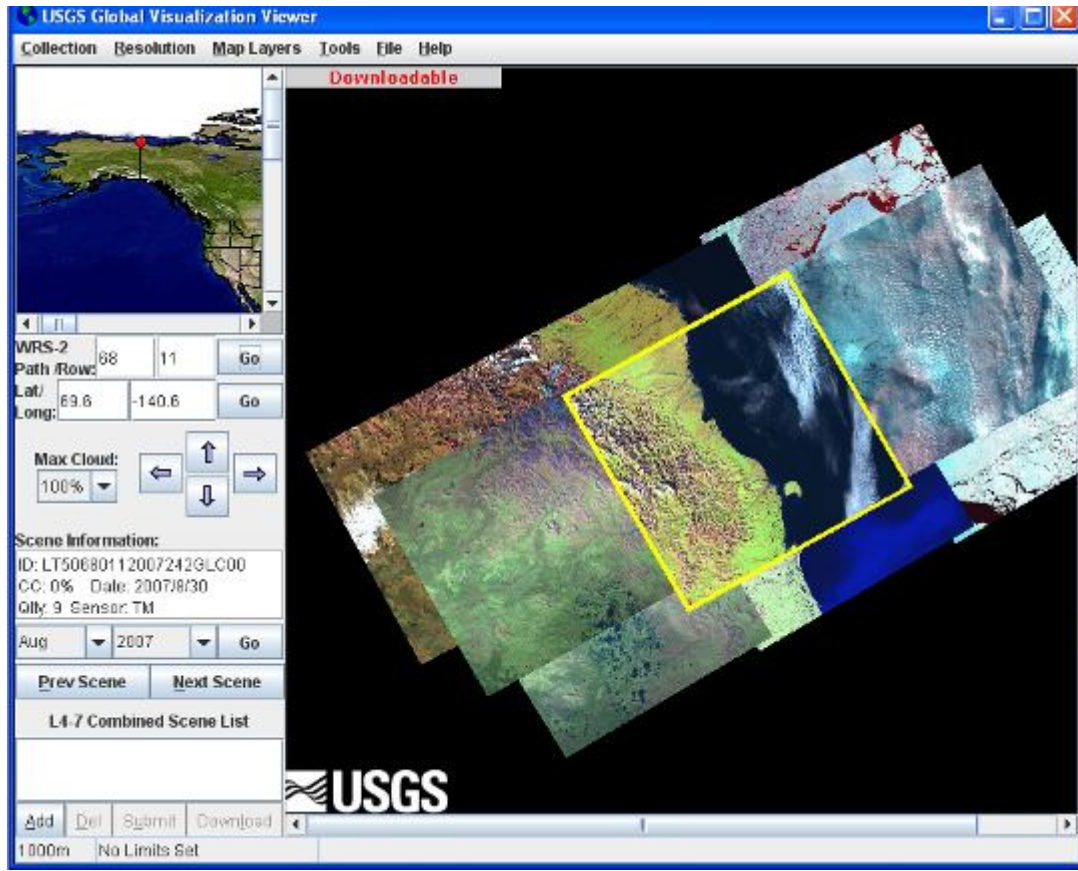 USGS Global Visualization Viewer
Collection Resolution Map Layers Tools File Help
Downloadable
WRS-2
Path /Row: 68 11 Go
Lat/
Long: 69.6 -140.6 Go
Max Cloud:
100%
Scene Information:
ID: LT50680112007242GLC00
CC: 0% Date: 2007/8/30
Qlty: 9 Sensor: TM
Aug 2007 Go
Prev Scene Next Scene
L4-7 Combined Scene List
USGS
Add Del Submit Download
1000m No Limits Set